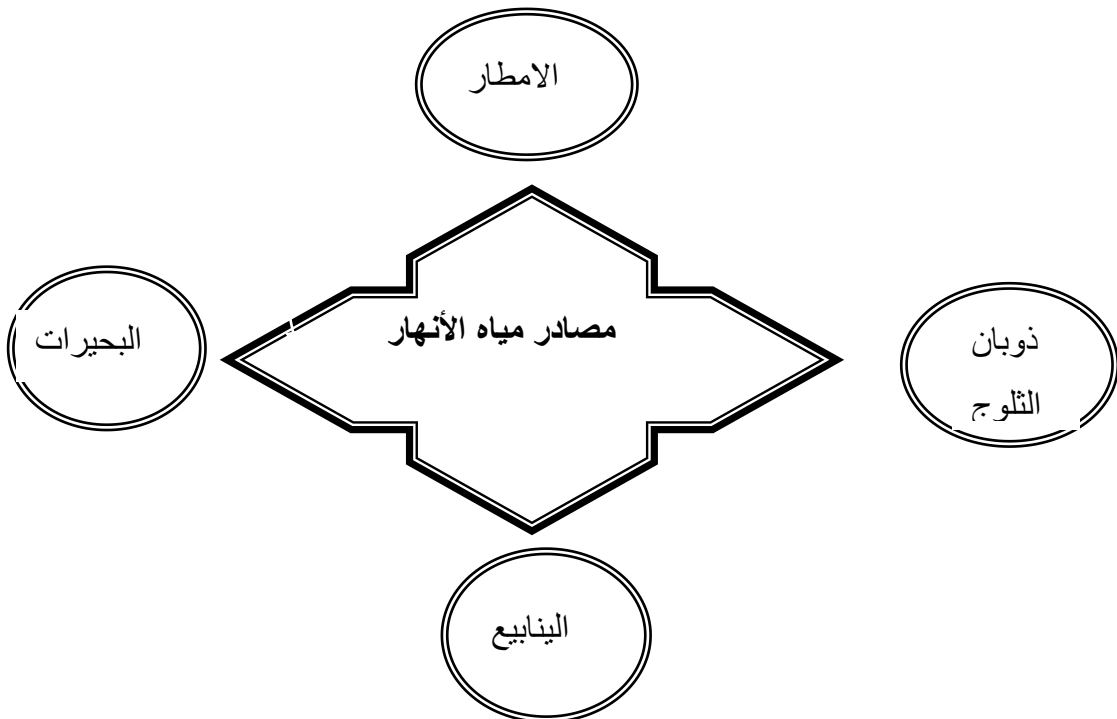 الامطار
مصادر مياه الأنهار
ذوبان
الثلوج
البحيرات
الينابيع